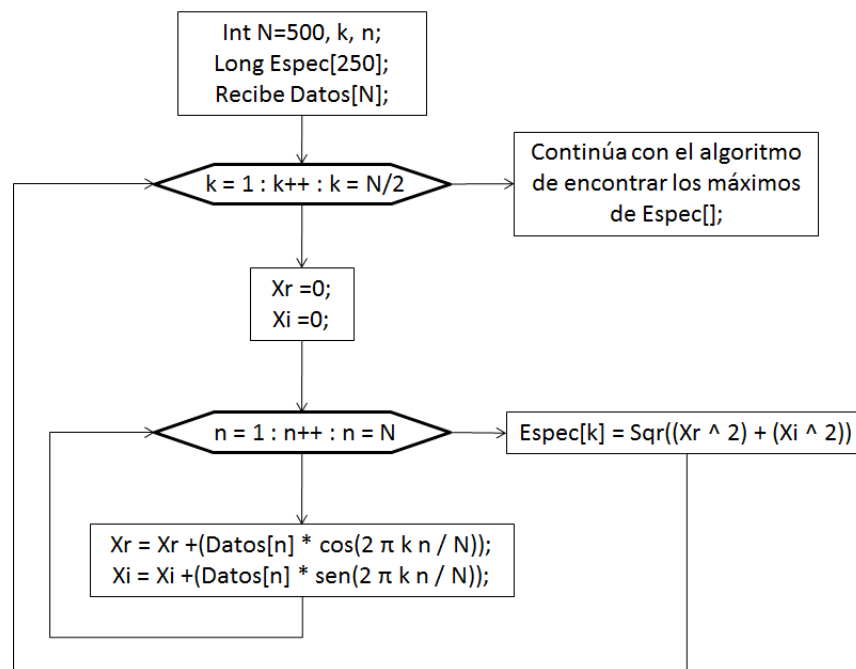 Int N=500, k, n;
Long Espec[250];
Recibe Datos[N];
k = 1 : k++ : k = N/2
Continúa con el algoritmo
de encontrar los máximos
de Espec[];
Xr =0;
Xi =0;
n = 1 : n++ : n = N
Espec[k] = Sqr((Xr ^ 2) + (Xi ^ 2))
Xr = Xr +(Datos[n] * cos(2 π k n / N));
Xi = Xi +(Datos[n] * sen(2 π k n / N));